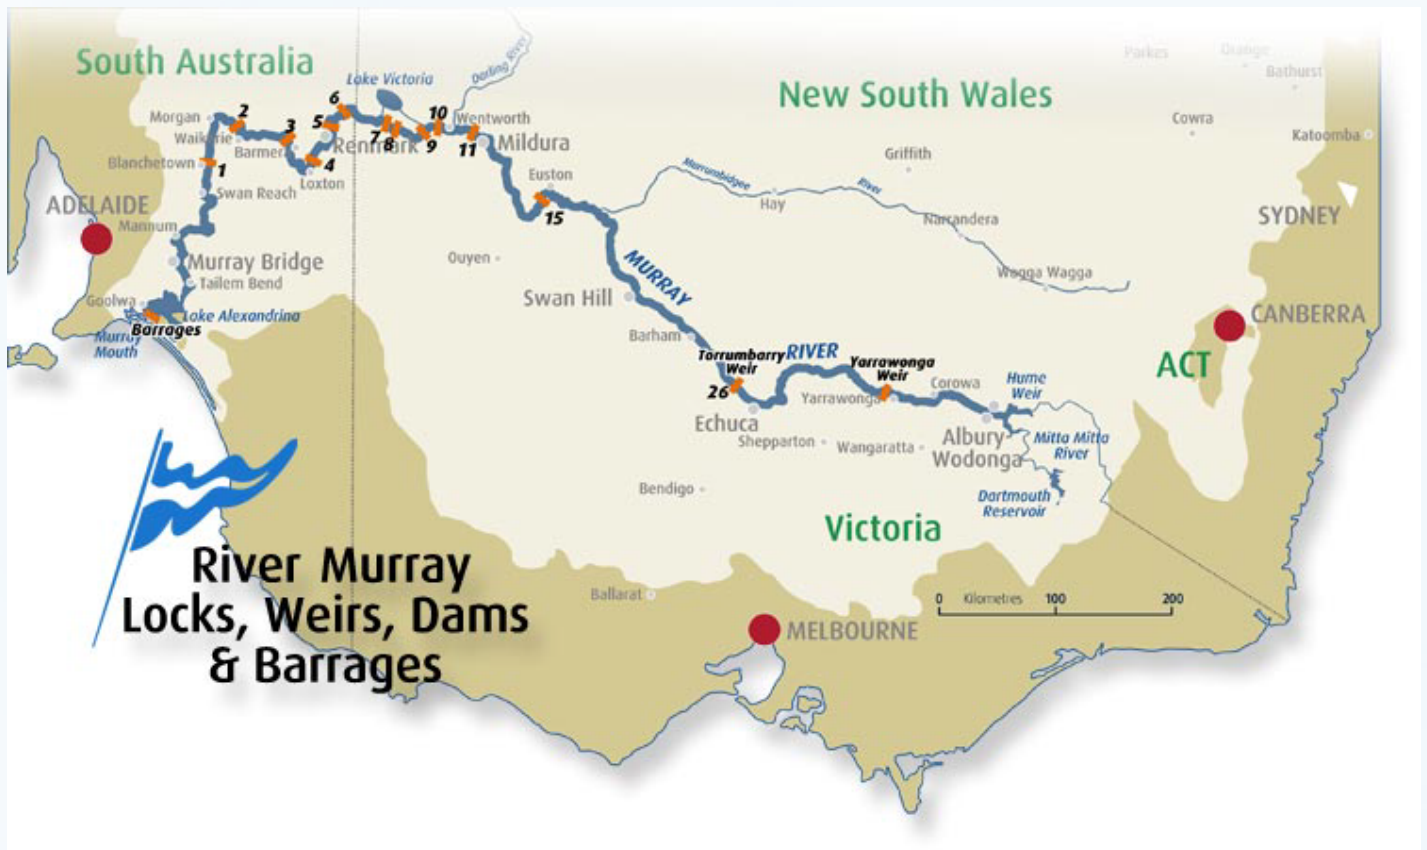 Parkes
Orange
Bathurst
South Australia
Lake Victoria
Darling River
New South Wales
Cowra
Katoomba
Morgan
2
6
10
Wentworth
Waikerie
3
5
7
8
9
11
Mildura
Barmer
Renmark
Blanchetown
1
4
Loxton
Griffith
Euston
Murrumbidgee
River
ADELAIDE
Swan Reach
Hay
15
Narrandera
SYDNEY
Mannum
Murray Bridge
Ouyen
MURRAY
Wagga Wagga
Tailem Bend
Goolwa
Swan Hill
Lake Alexandrina
CANBERRA
Barrages
Murray
Mouth
Barham
Torrumbarry
Weir
RIVER
Yarrawonga
Weir
ACT
26
Yarrawonga
Corowa
Hume
Weir
Echuca
Shepparton
Wangaratta
Albury
Wodonga
Mitta Mitta
River
Bendigo
Dartmouth
Reservoir
Victoria
River Murray
Locks, Weirs, Dams
& Barrages
Ballarat
0 Kilometres 100 200
MELBOURNE